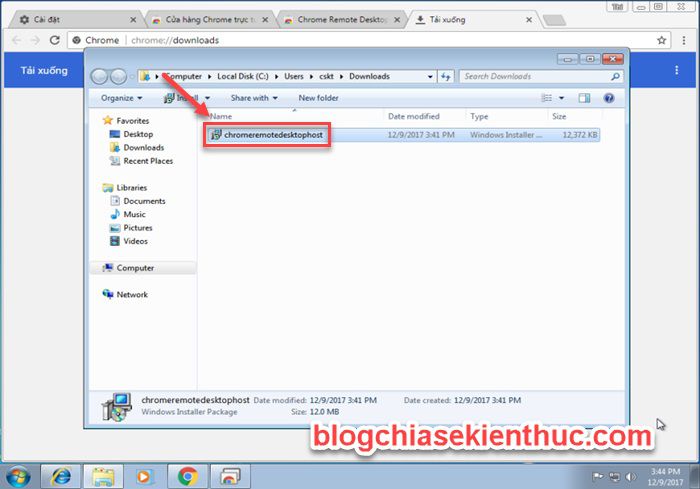 Cài đặt
Cửa hàng Chrome trực tu
Chrome Remote Desktop
Tải xuống
Chrome | chrome://downloads
Tải xuống
Computer Local Disk (C:) Users cskt Downloads
Search Downloads
Organize Install Share with New folder
Name Date modified Type Size
chromeremotedesktophost 12/9/2017 3:41 PM Windows Installer ... 12,372 KB
Favorites
Desktop
Downloads
Recent Places
Libraries
Documents
Music
Pictures
Videos
Computer
Network
chromeremotedesktophost Date modified: 12/9/2017 3:41 PM Date created: 12/9/2017 3:41 PM
Windows Installer Package Size: 12.0 MB
blogchiasekienthuc.com
3:44 PM
12/9/2017